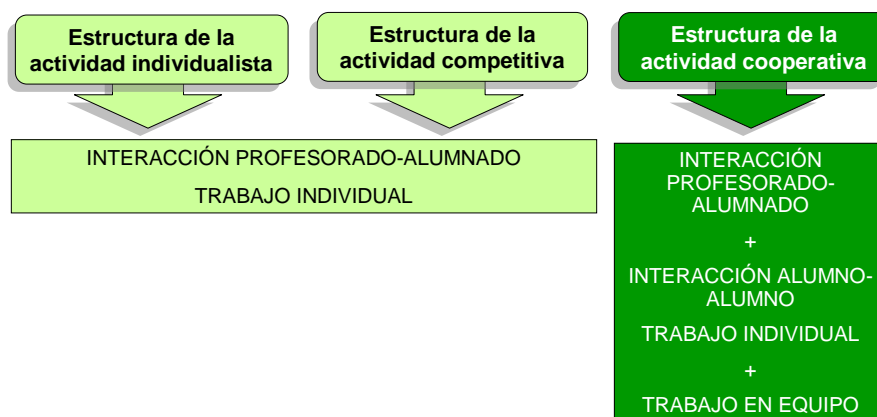 Estructura de la
actividad individualista
Estructura de la
actividad competitiva
Estructura de la
actividad cooperativa
INTERACCIÓN PROFESORADO-ALUMNADO
TRABAJO INDIVIDUAL
INTERACCIÓN
PROFESORADO-
ALUMNADO
+
INTERACCIÓN ALUMNO-
ALUMNO
TRABAJO INDIVIDUAL
+
TRABAJO EN EQUIPO